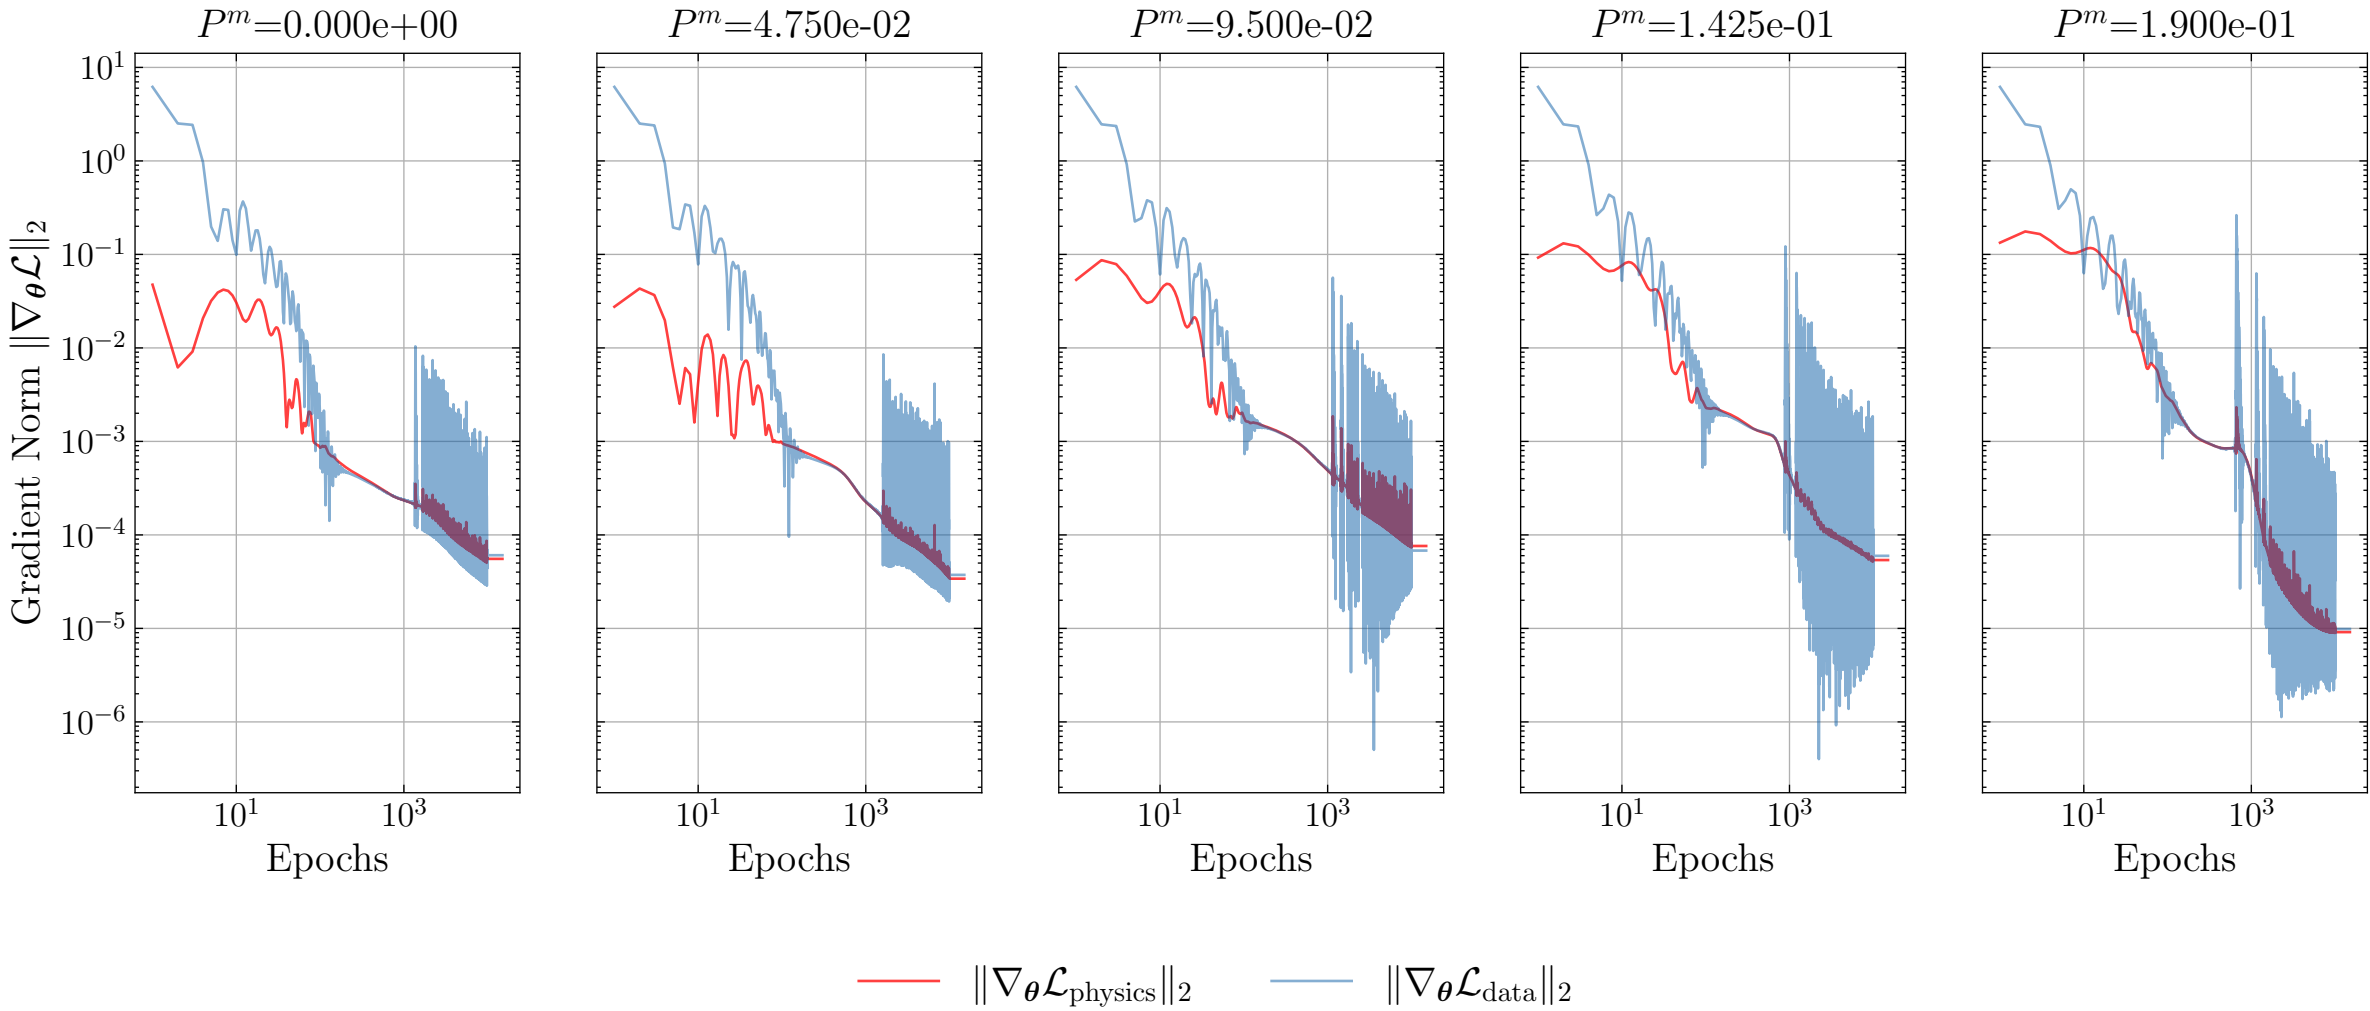 P^m=0.000e+00 P^m=4.750e-02 P^m=9.500e-02 P^m=1.425e-01 P^m=1.900e-01
Gradient Norm ‖∇_θ ℒ‖_2
10^1
10^0
10^−1
10^−2
10^−3
10^−4
10^−5
10^−6
10^1 10^3 10^1 10^3 10^1 10^3 10^1 10^3 10^1 10^3
Epochs Epochs Epochs Epochs Epochs
‖∇_θ ℒ_physics‖_2 ‖∇_θ ℒ_data‖_2